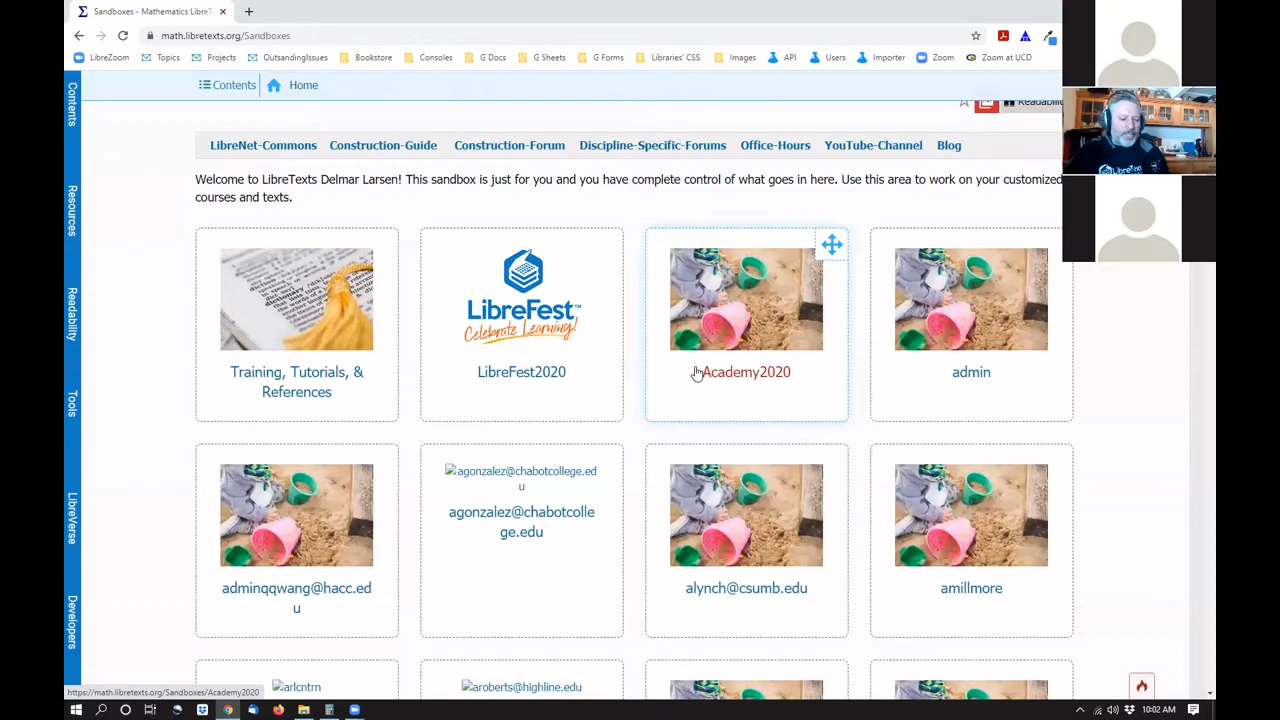 Sandboxes - Mathematics LibreT
math.libretexts.org/Sandboxes
LibreZoom Topics Projects OutsandingIssues Bookstore Consoles G Docs G Sheets G Forms Libraries' CSS Images API Users Importer Zoom Zoom at UCD
Contents Home
Readability
LibreNet-Commons Construction-Guide Construction-Forum Discipline-Specific-Forums Office-Hours YouTube-Channel Blog
Welcome to LibreTexts Delmar Larsen! This sandbox is just for you and you have complete control of what goes in here. Use this area to work on your customized
courses and texts.
Contents
Resources
Readability
Tools
LibreVerse
Developers
LibreFest™
Celebrate Learning!
Training, Tutorials, &
References
LibreFest2020
Academy2020
admin
adminqqwang@hacc.ed
u
agonzalez@chabotcollege.ed
u
agonzalez@chabotcolle
ge.edu
alynch@csumb.edu
amillmore
arlcntrn
aroberts@highline.edu
https://math.libretexts.org/Sandboxes/Academy2020
10:02 AM